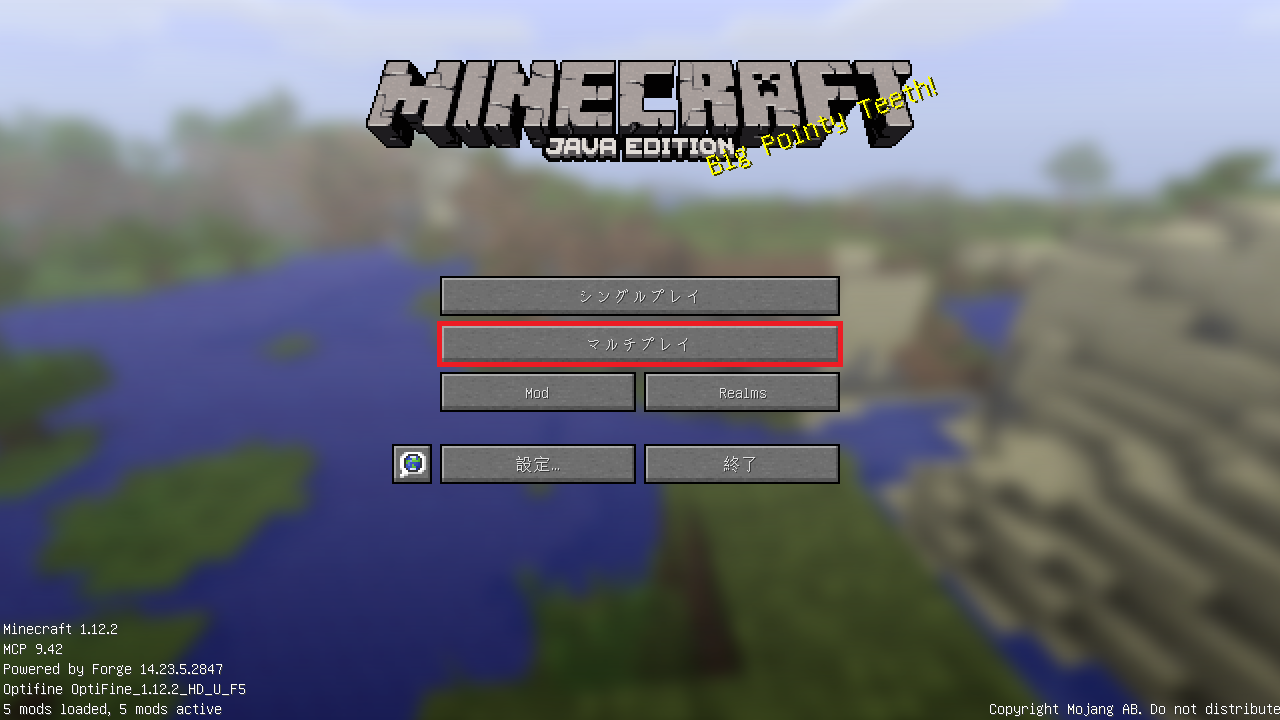 MINECRAFT
JAVA EDITION
Big Pointy Teeth!
シングルプレイ
マルチプレイ
Mod
Realms
設定...
終了
Minecraft 1.12.2
MCP 9.42
Powered by Forge 14.23.5.2847
Optifine OptiFine_1.12.2_HD_U_F5
5 mods loaded, 5 mods active
Copyright Mojang AB. Do not distribute